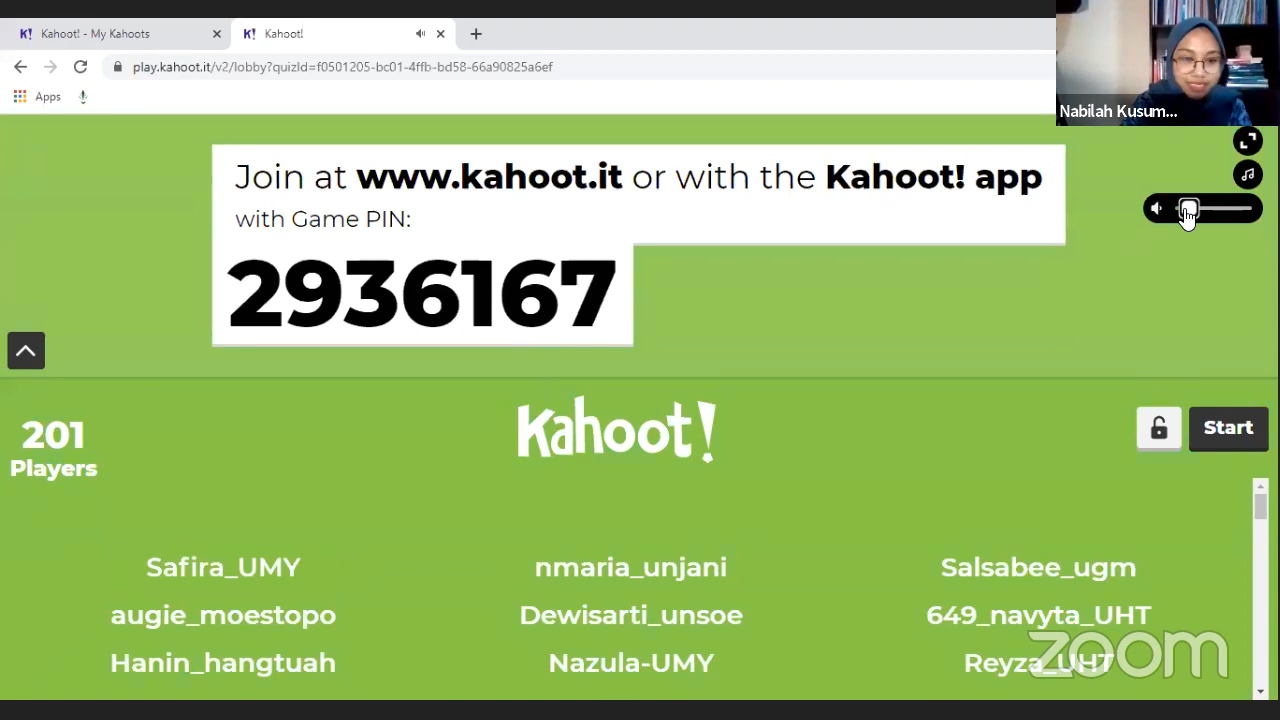 Kahoot! - My Kahoots
Kahoot!
play.kahoot.it/v2/lobby?quizId=f0501205-bc01-4ffb-bd58-66a90825a6ef
Apps
Nabilah Kusum...
Join at www.kahoot.it or with the Kahoot! app
with Game PIN:
2936167
201
Players
Kahoot!
Start
Safira_UMY nmaria_unjani Salsabee_ugm
augie_moestopo Dewisarti_unsoe 649_navyta_UHT
Hanin_hangtuah Nazula-UMY Reyza_UHT
zoom